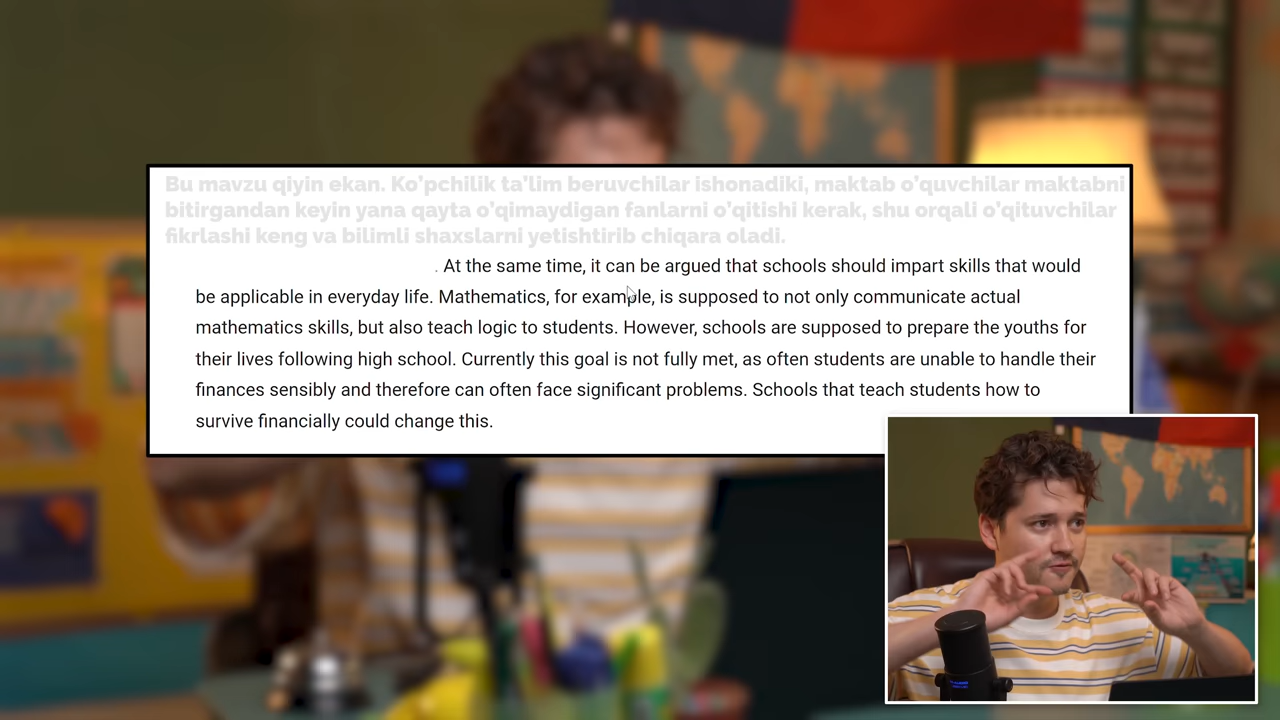 Bu mavzu qiyin ekan. Ko’pchilik ta’lim beruvchilar ishonadiki, maktab o’quvchilar maktabni
bitirgandan keyin yana qayta o’qimaydigan fanlarni o’qitishi kerak, shu orqali o’qituvchilar
fikrlashi keng va bilimli shaxslarni yetishtirib chiqara oladi.
. At the same time, it can be argued that schools should impart skills that would
be applicable in everyday life. Mathematics, for example, is supposed to not only communicate actual
mathematics skills, but also teach logic to students. However, schools are supposed to prepare the youths for
their lives following high school. Currently this goal is not fully met, as often students are unable to handle their
finances sensibly and therefore can often face significant problems. Schools that teach students how to
survive financially could change this.